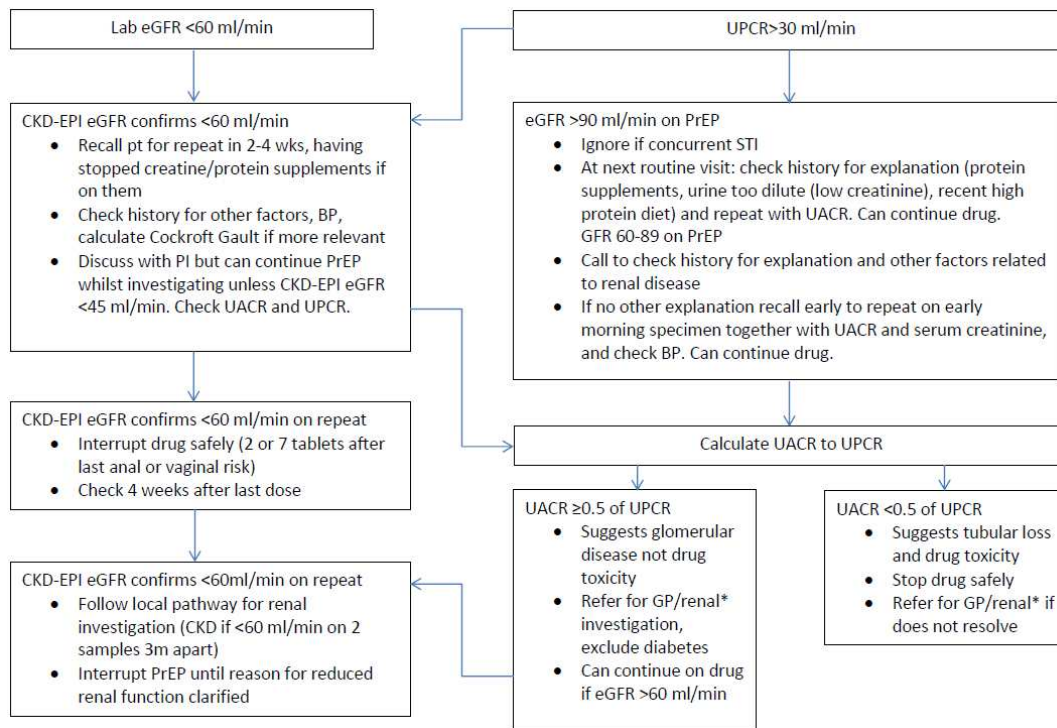 Lab eGFR <60 ml/min
UPCR>30 ml/min
CKD-EPI eGFR confirms <60 ml/min
• Recall pt for repeat in 2-4 wks, having
stopped creatine/protein supplements if
on them
• Check history for other factors, BP,
calculate Cockroft Gault if more relevant
• Discuss with PI but can continue PrEP
whilst investigating unless CKD-EPI eGFR
<45 ml/min. Check UACR and UPCR.
eGFR >90 ml/min on PrEP
• Ignore if concurrent STI
• At next routine visit: check history for explanation (protein
supplements, urine too dilute (low creatinine), recent high
protein diet) and repeat with UACR. Can continue drug.
GFR 60-89 on PrEP
• Call to check history for explanation and other factors related
to renal disease
• If no other explanation recall early to repeat on early
morning specimen together with UACR and serum creatinine,
and check BP. Can continue drug.
CKD-EPI eGFR confirms <60 ml/min on repeat
• Interrupt drug safely (2 or 7 tablets after
last anal or vaginal risk)
• Check 4 weeks after last dose
Calculate UACR to UPCR
UACR ≥0.5 of UPCR
• Suggests glomerular
disease not drug
toxicity
• Refer for GP/renal*
investigation,
exclude diabetes
• Can continue on drug
if eGFR >60 ml/min
UACR <0.5 of UPCR
• Suggests tubular loss
and drug toxicity
• Stop drug safely
• Refer for GP/renal* if
does not resolve
CKD-EPI eGFR confirms <60ml/min on repeat
• Follow local pathway for renal
investigation (CKD if <60 ml/min on 2
samples 3m apart)
• Interrupt PrEP until reason for reduced
renal function clarified